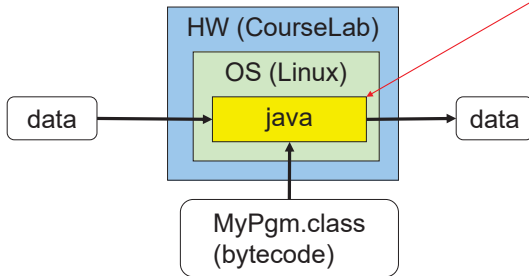 HW (CourseLab)
OS (Linux)
data
java
data
MyPgm.class
(bytecode)